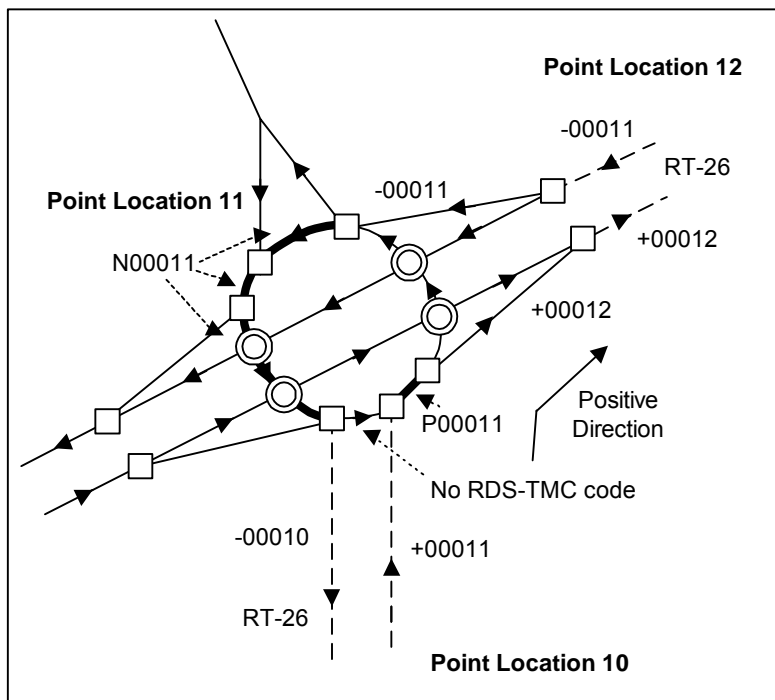 Point Location 12
-00011
RT-26
-00011
Point Location 11
+00012
N00011
+00012
Positive
Direction
P00011
No RDS-TMC code
-00010
+00011
RT-26
Point Location 10